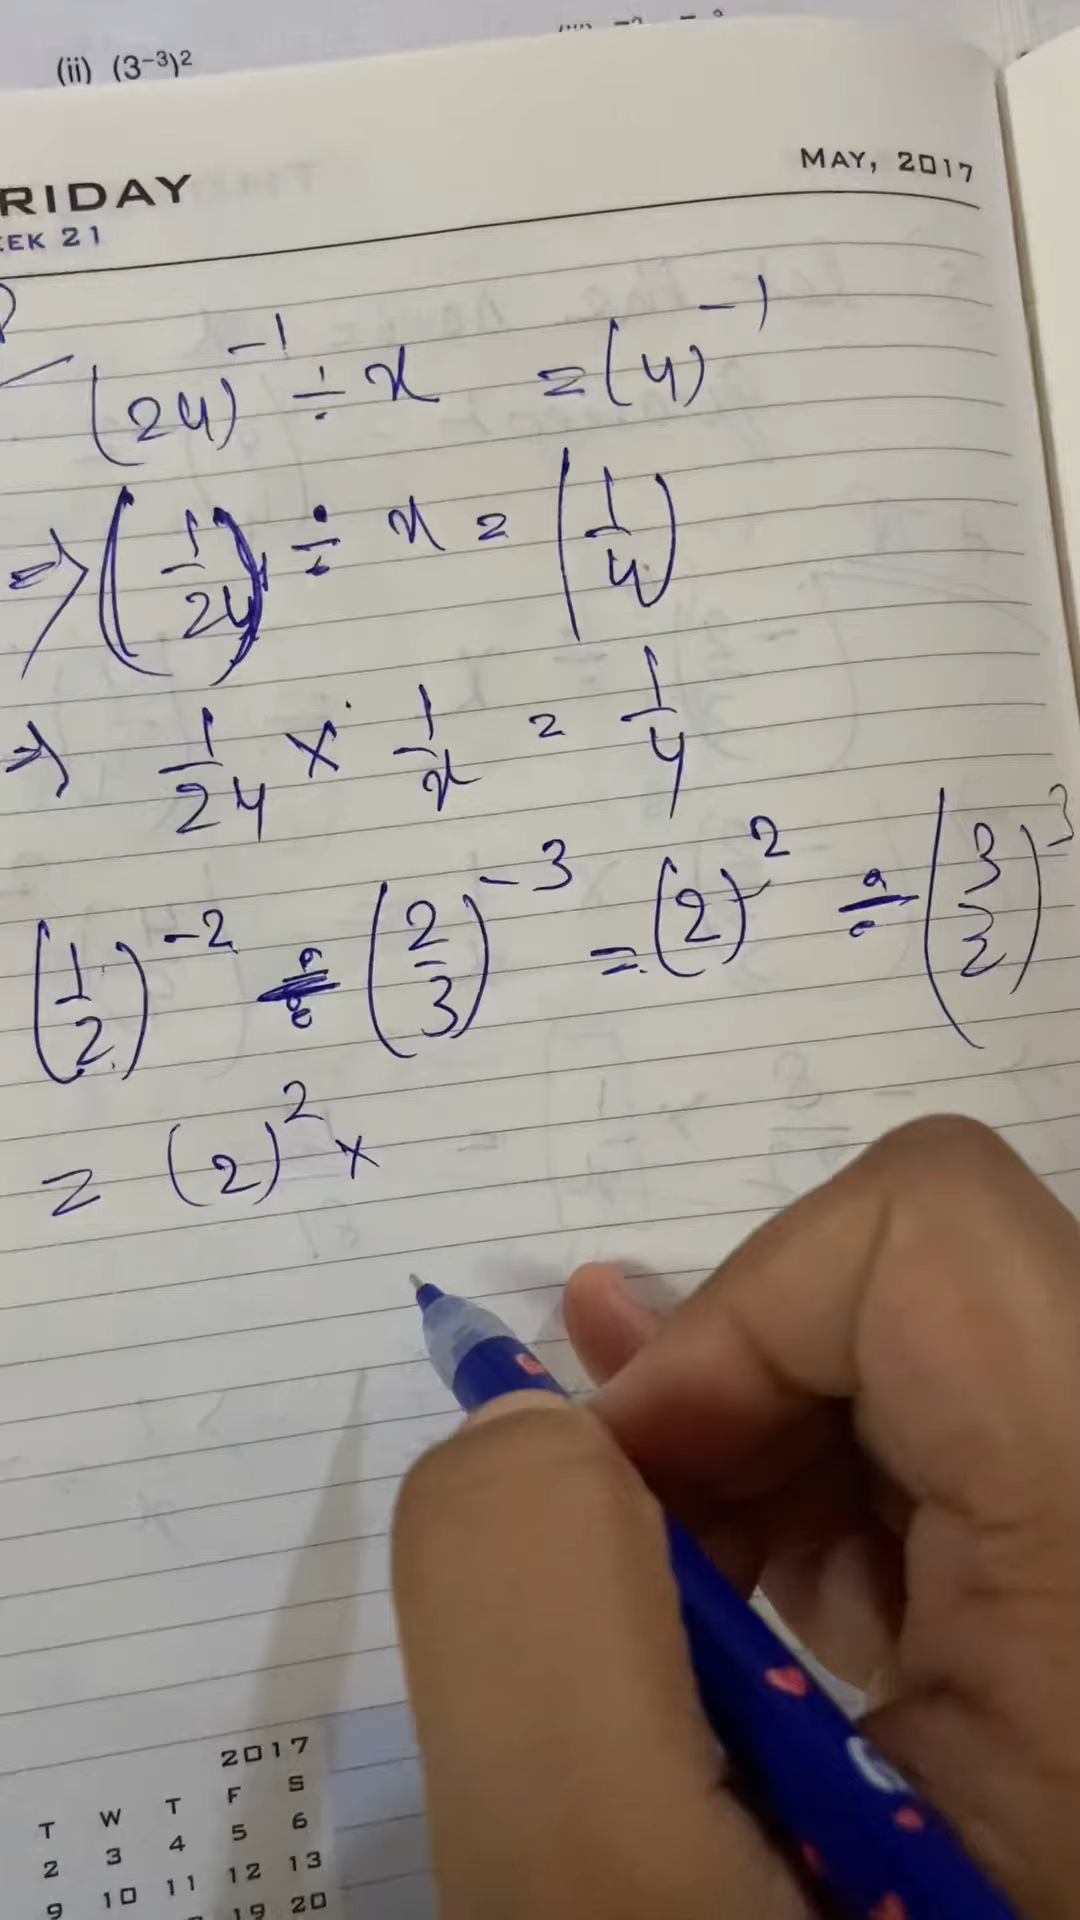 (ii) (3⁻³)²
RIDAY
MAY, 2017
EEK 21
(24)⁻¹ ÷ x = (4)⁻¹
⇒ (1/24) ÷ x = (1/4)
⇒ 1/24 × 1/x = 1/4
(1/2)⁻² ÷ (2/3)⁻³ = (2)² ÷ (3/2)³
= (2)² ×
2017
T W T F S
2 3 4 5 6
9 10 11 12 13
19 20